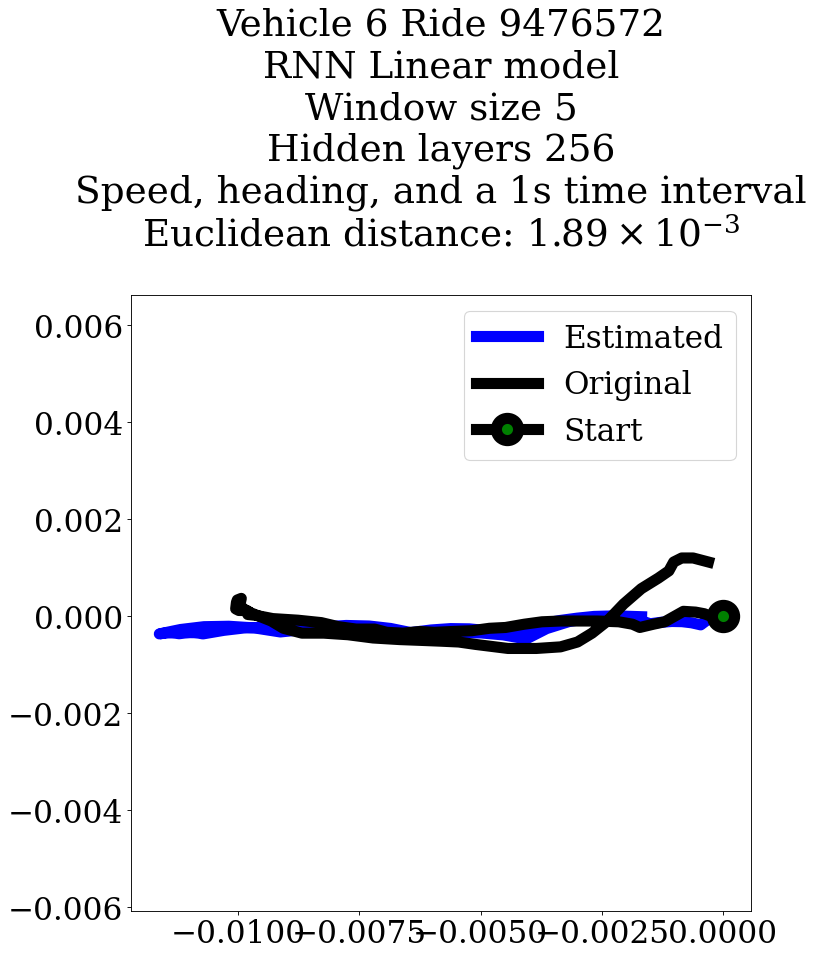 Vehicle 6 Ride 9476572
RNN Linear model
Window size 5
Hidden layers 256
Speed, heading, and a 1s time interval
Euclidean distance: 1.89 × 10⁻³
Estimated
Original
Start
0.006
0.004
0.002
0.000
−0.002
−0.004
−0.006
−0.0100 −0.0075 −0.0050 −0.0025 0.0000